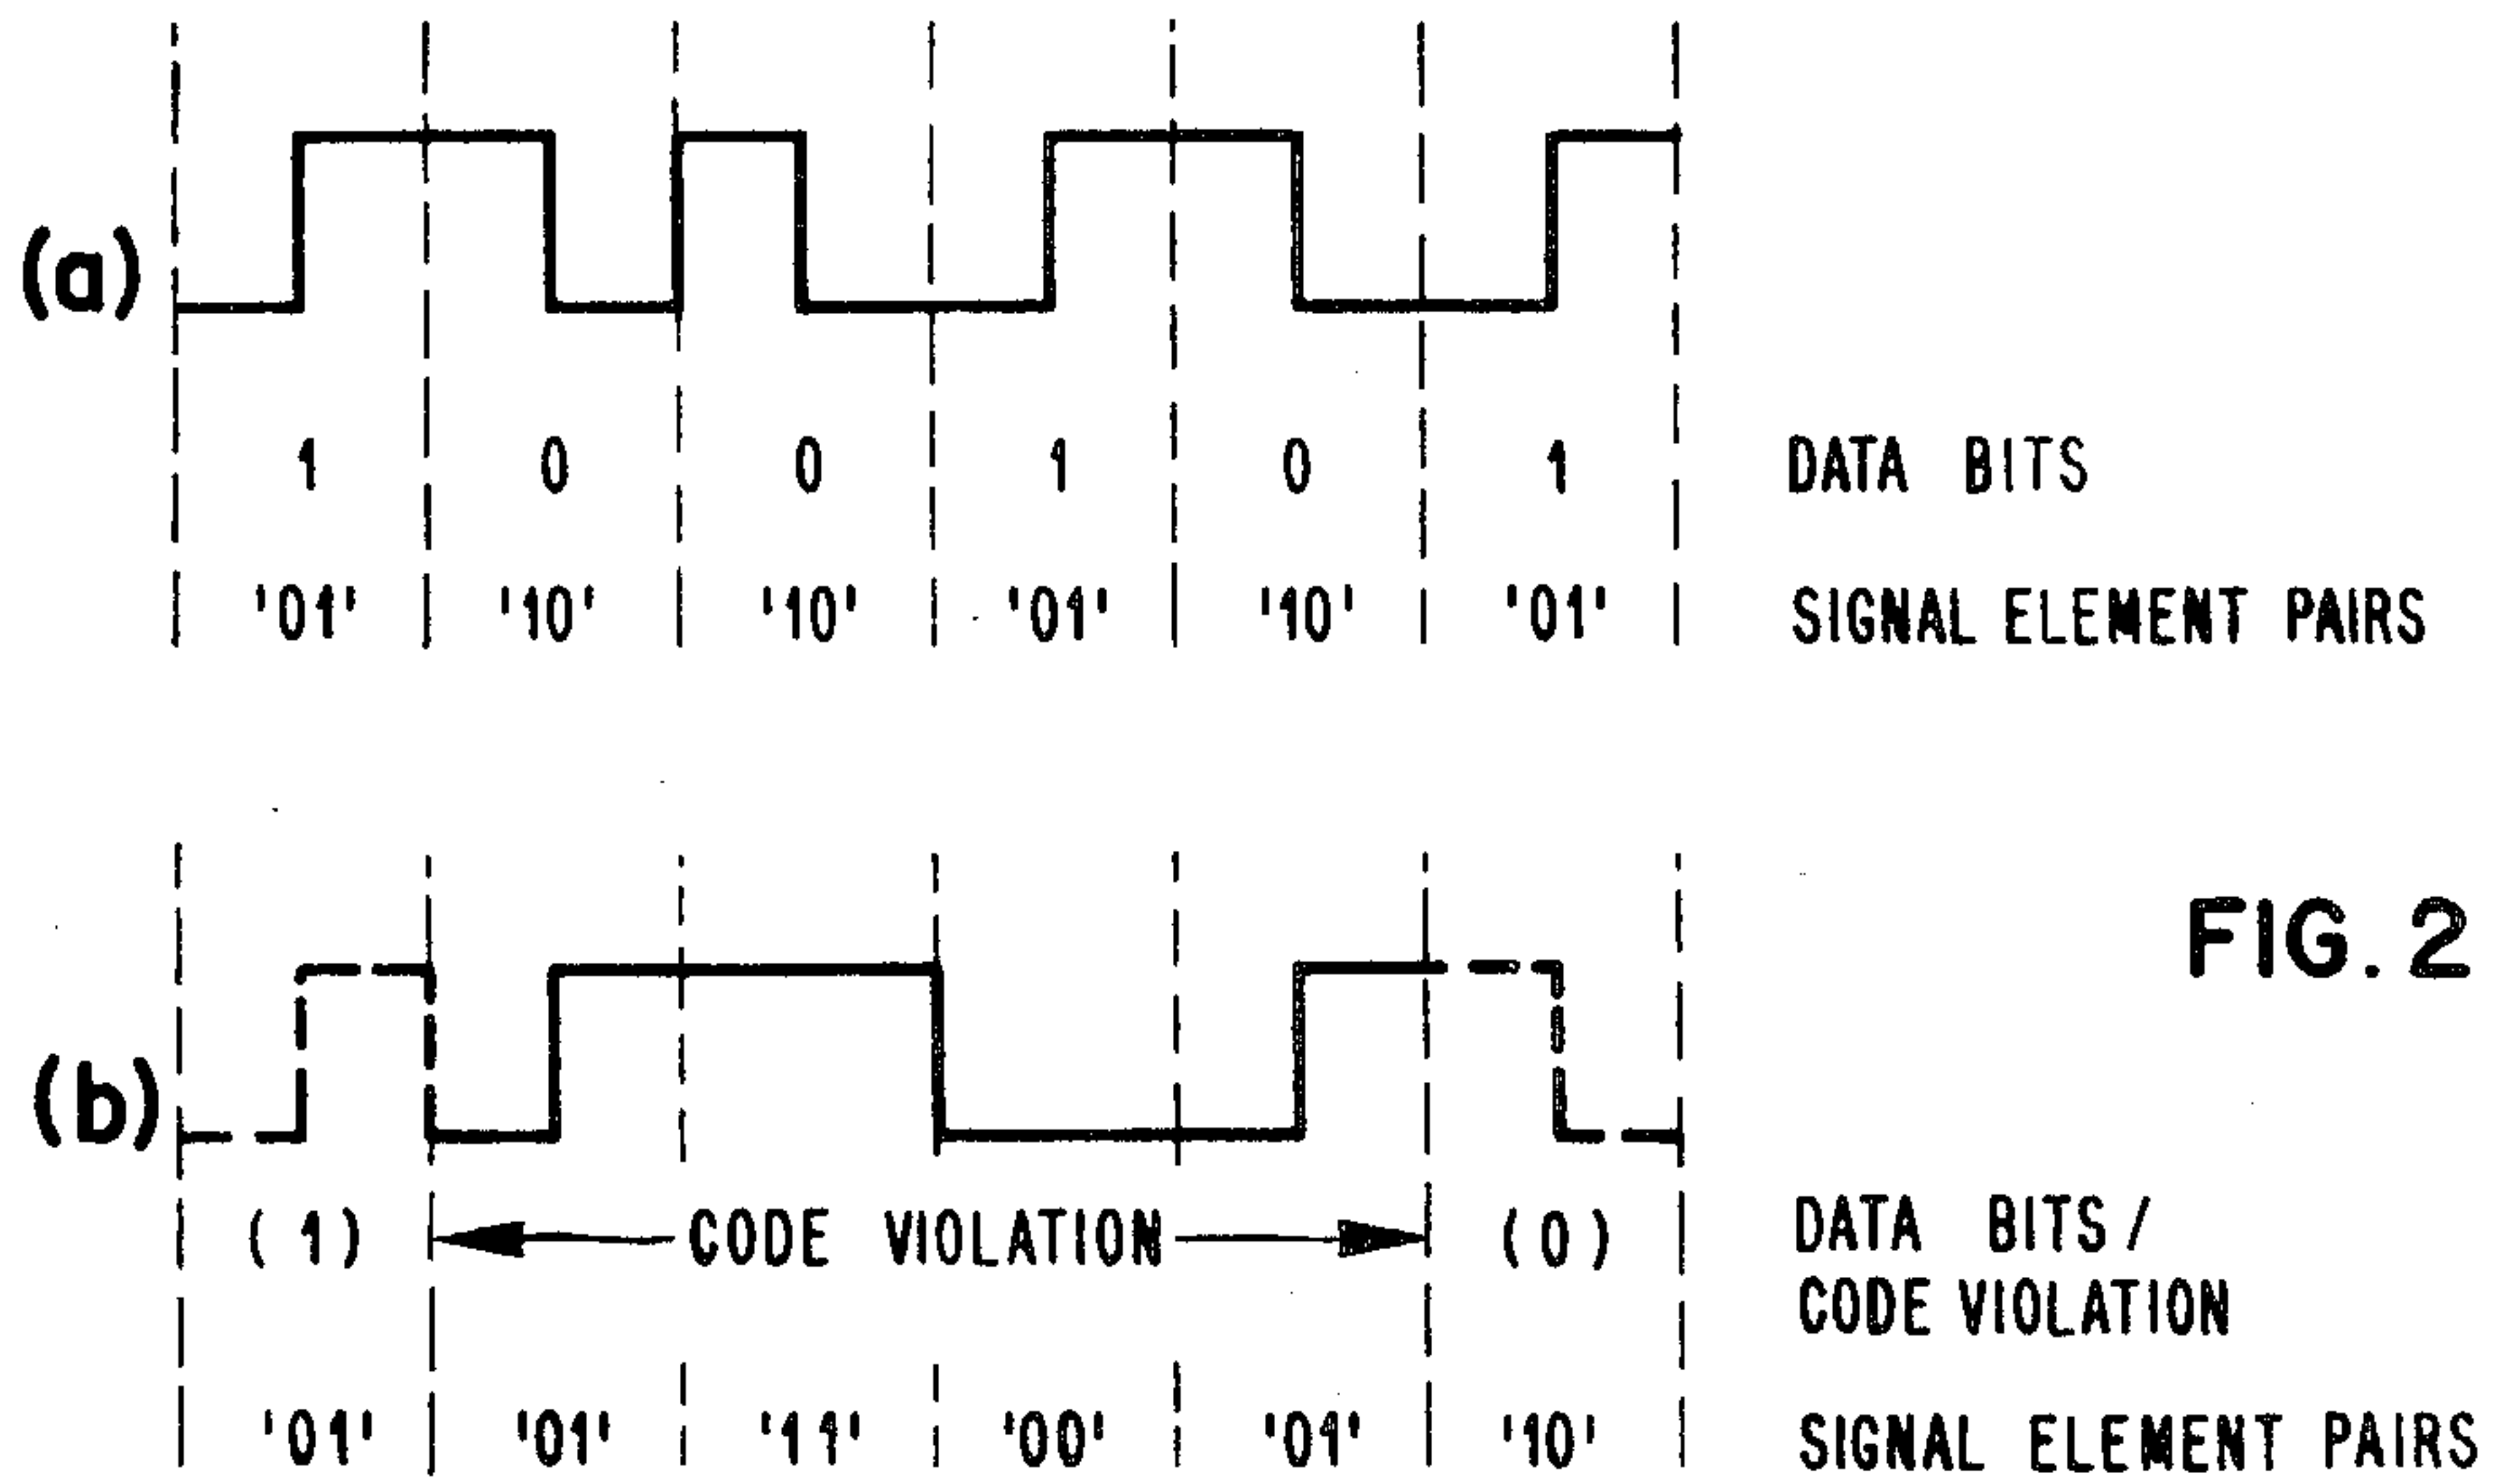 (a)
1 0 0 1 0 1 DATA BITS
'01' '10' '10' '01' '10' '01' SIGNAL ELEMENT PAIRS
FIG. 2
(b)
(1) CODE VIOLATION (0) DATA BITS/
CODE VIOLATION
'01' '01' '11' '00' '01' '10' SIGNAL ELEMENT PAIRS